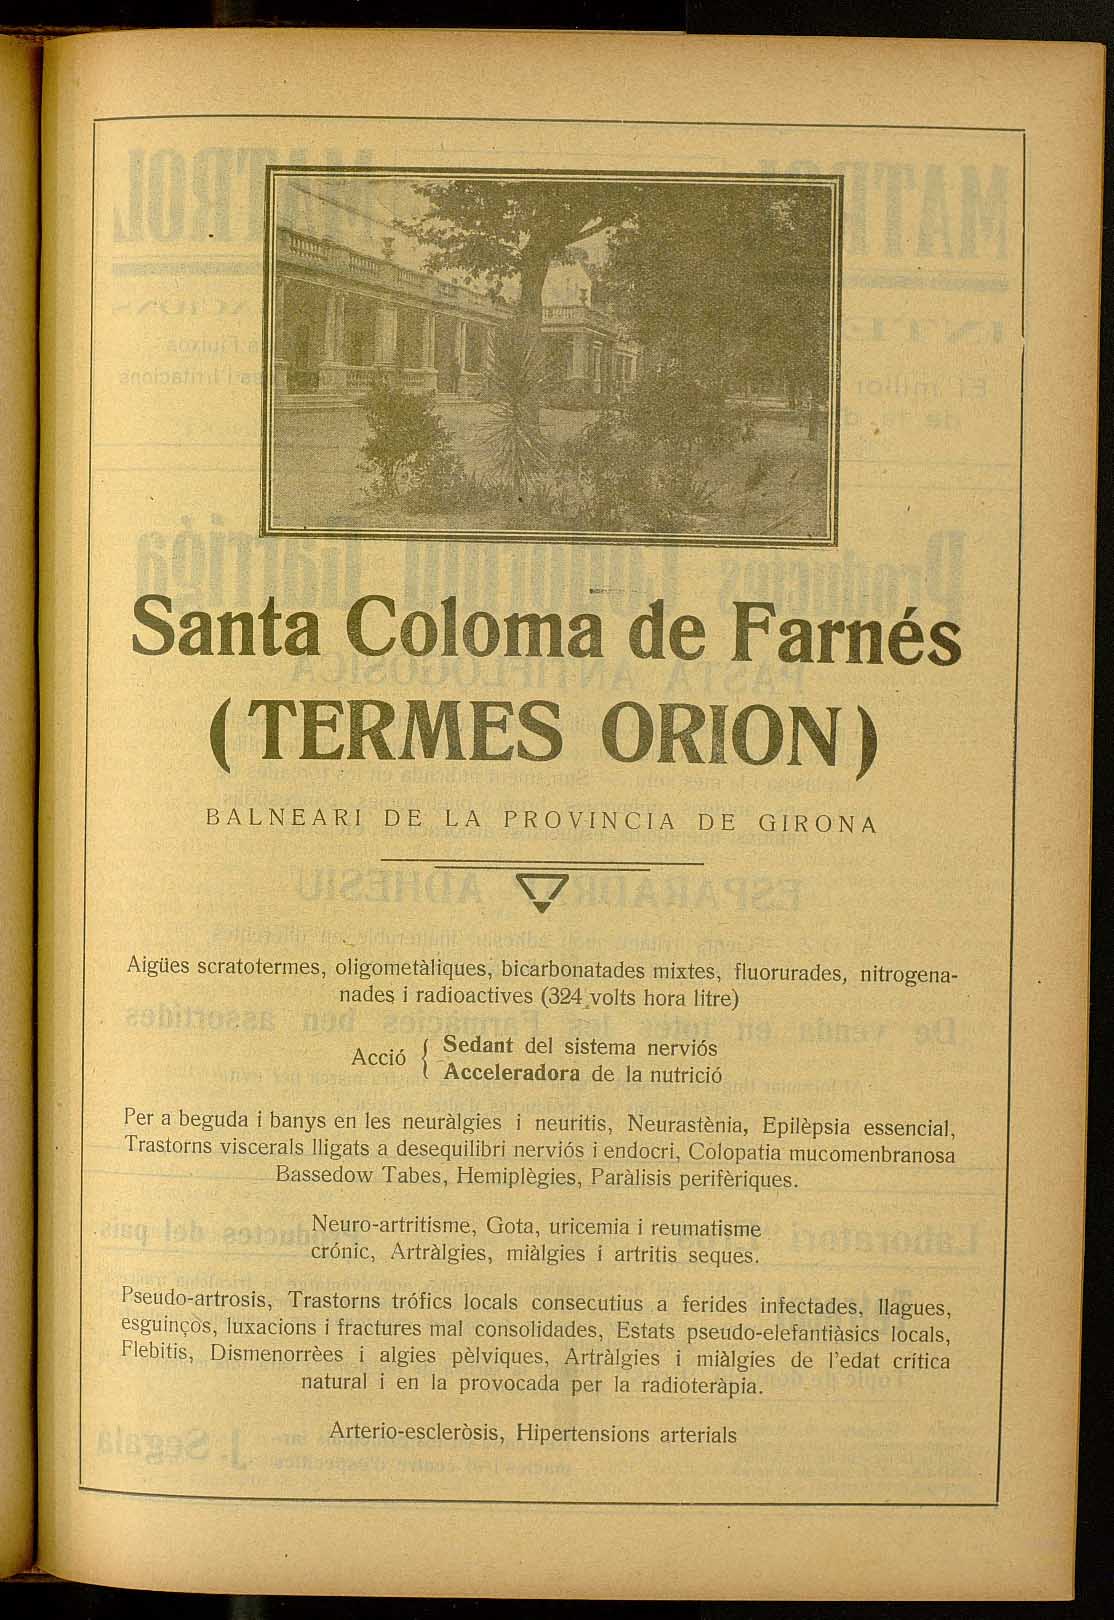 Santa Coloma de Farnés
(TERMES ORION)
BALNEARI DE LA PROVINCIA DE GIRONA
Aigües scratotermes, oligometàliques, bicarbonatades mixtes, fluorurades, nitrogena-
nades i radioactives (324 volts hora litre)
Acció { Sedant del sistema nerviós
Acceleradora de la nutrició
Per a beguda i banys en les neuràlgies i neuritis, Neurastènia, Epilèpsia essencial,
Trastorns viscerals lligats a desequilibri nerviós i endocri, Colopatia mucomenbranosa
Bassedow Tabes, Hemiplègies, Paràlisis perifèriques.
Neuro-artritisme, Gota, uricemia i reumatisme
crónic, Artràlgies, miàlgies i artritis seques.
Pseudo-artrosis, Trastorns trófics locals consecutius a ferides infectades, llagues,
esguinços, luxacions i fractures mal consolidades, Estats pseudo-elefantiàsics locals,
Flebitis, Dismenorrèes i algies pèlviques, Artràlgies i miàlgies de l'edat crítica
natural i en la provocada per la radioteràpia.
Arterio-escleròsis, Hipertensions arterials